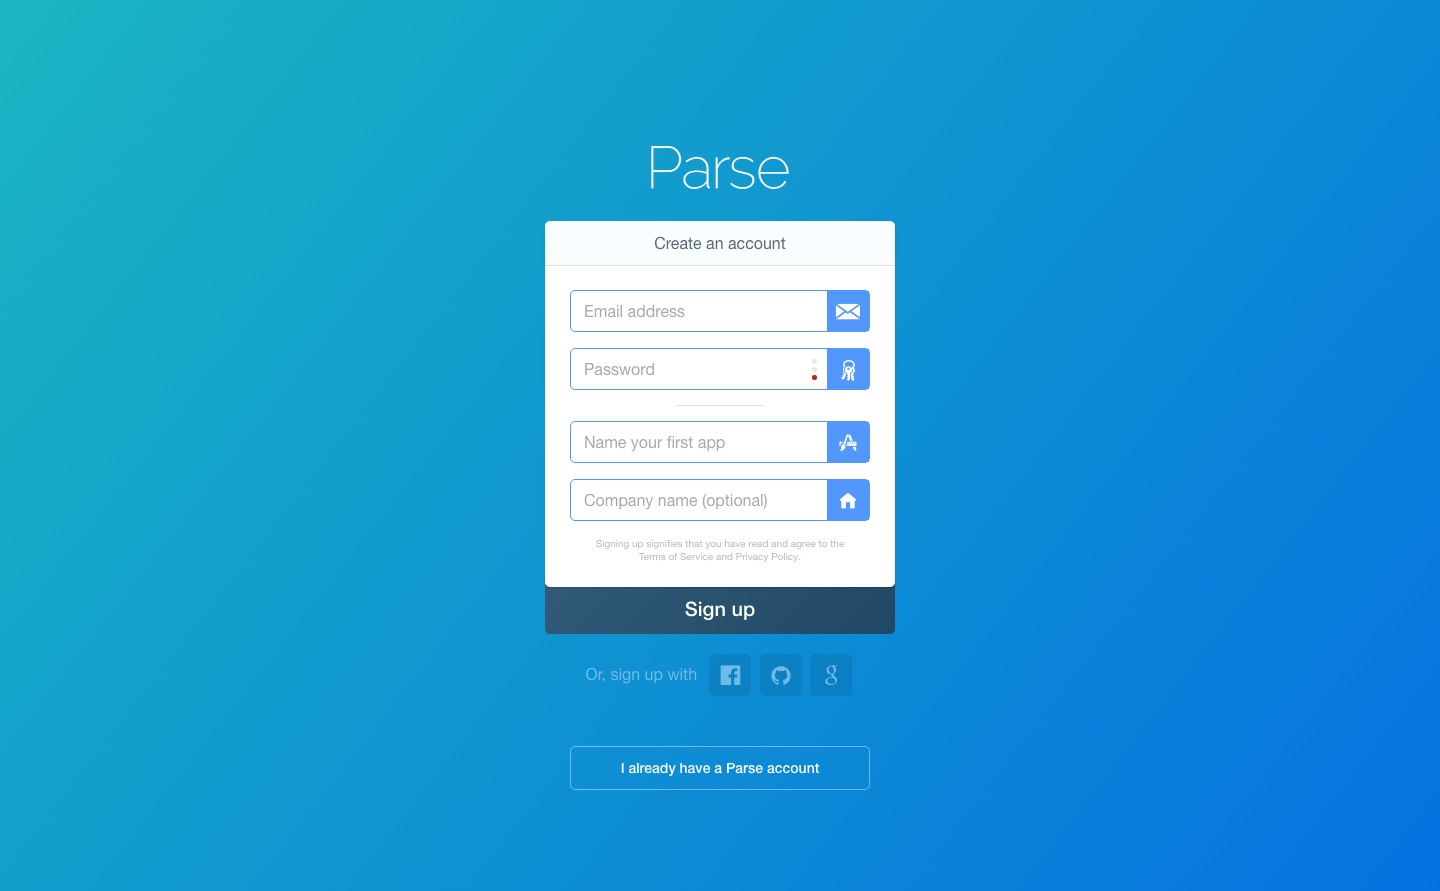 Parse
Create an account
Email address
Password
Name your first app
Company name (optional)
Signing up signifies that you have read and agree to the
Terms of Service and Privacy Policy.
Sign up
Or, sign up with
I already have a Parse account